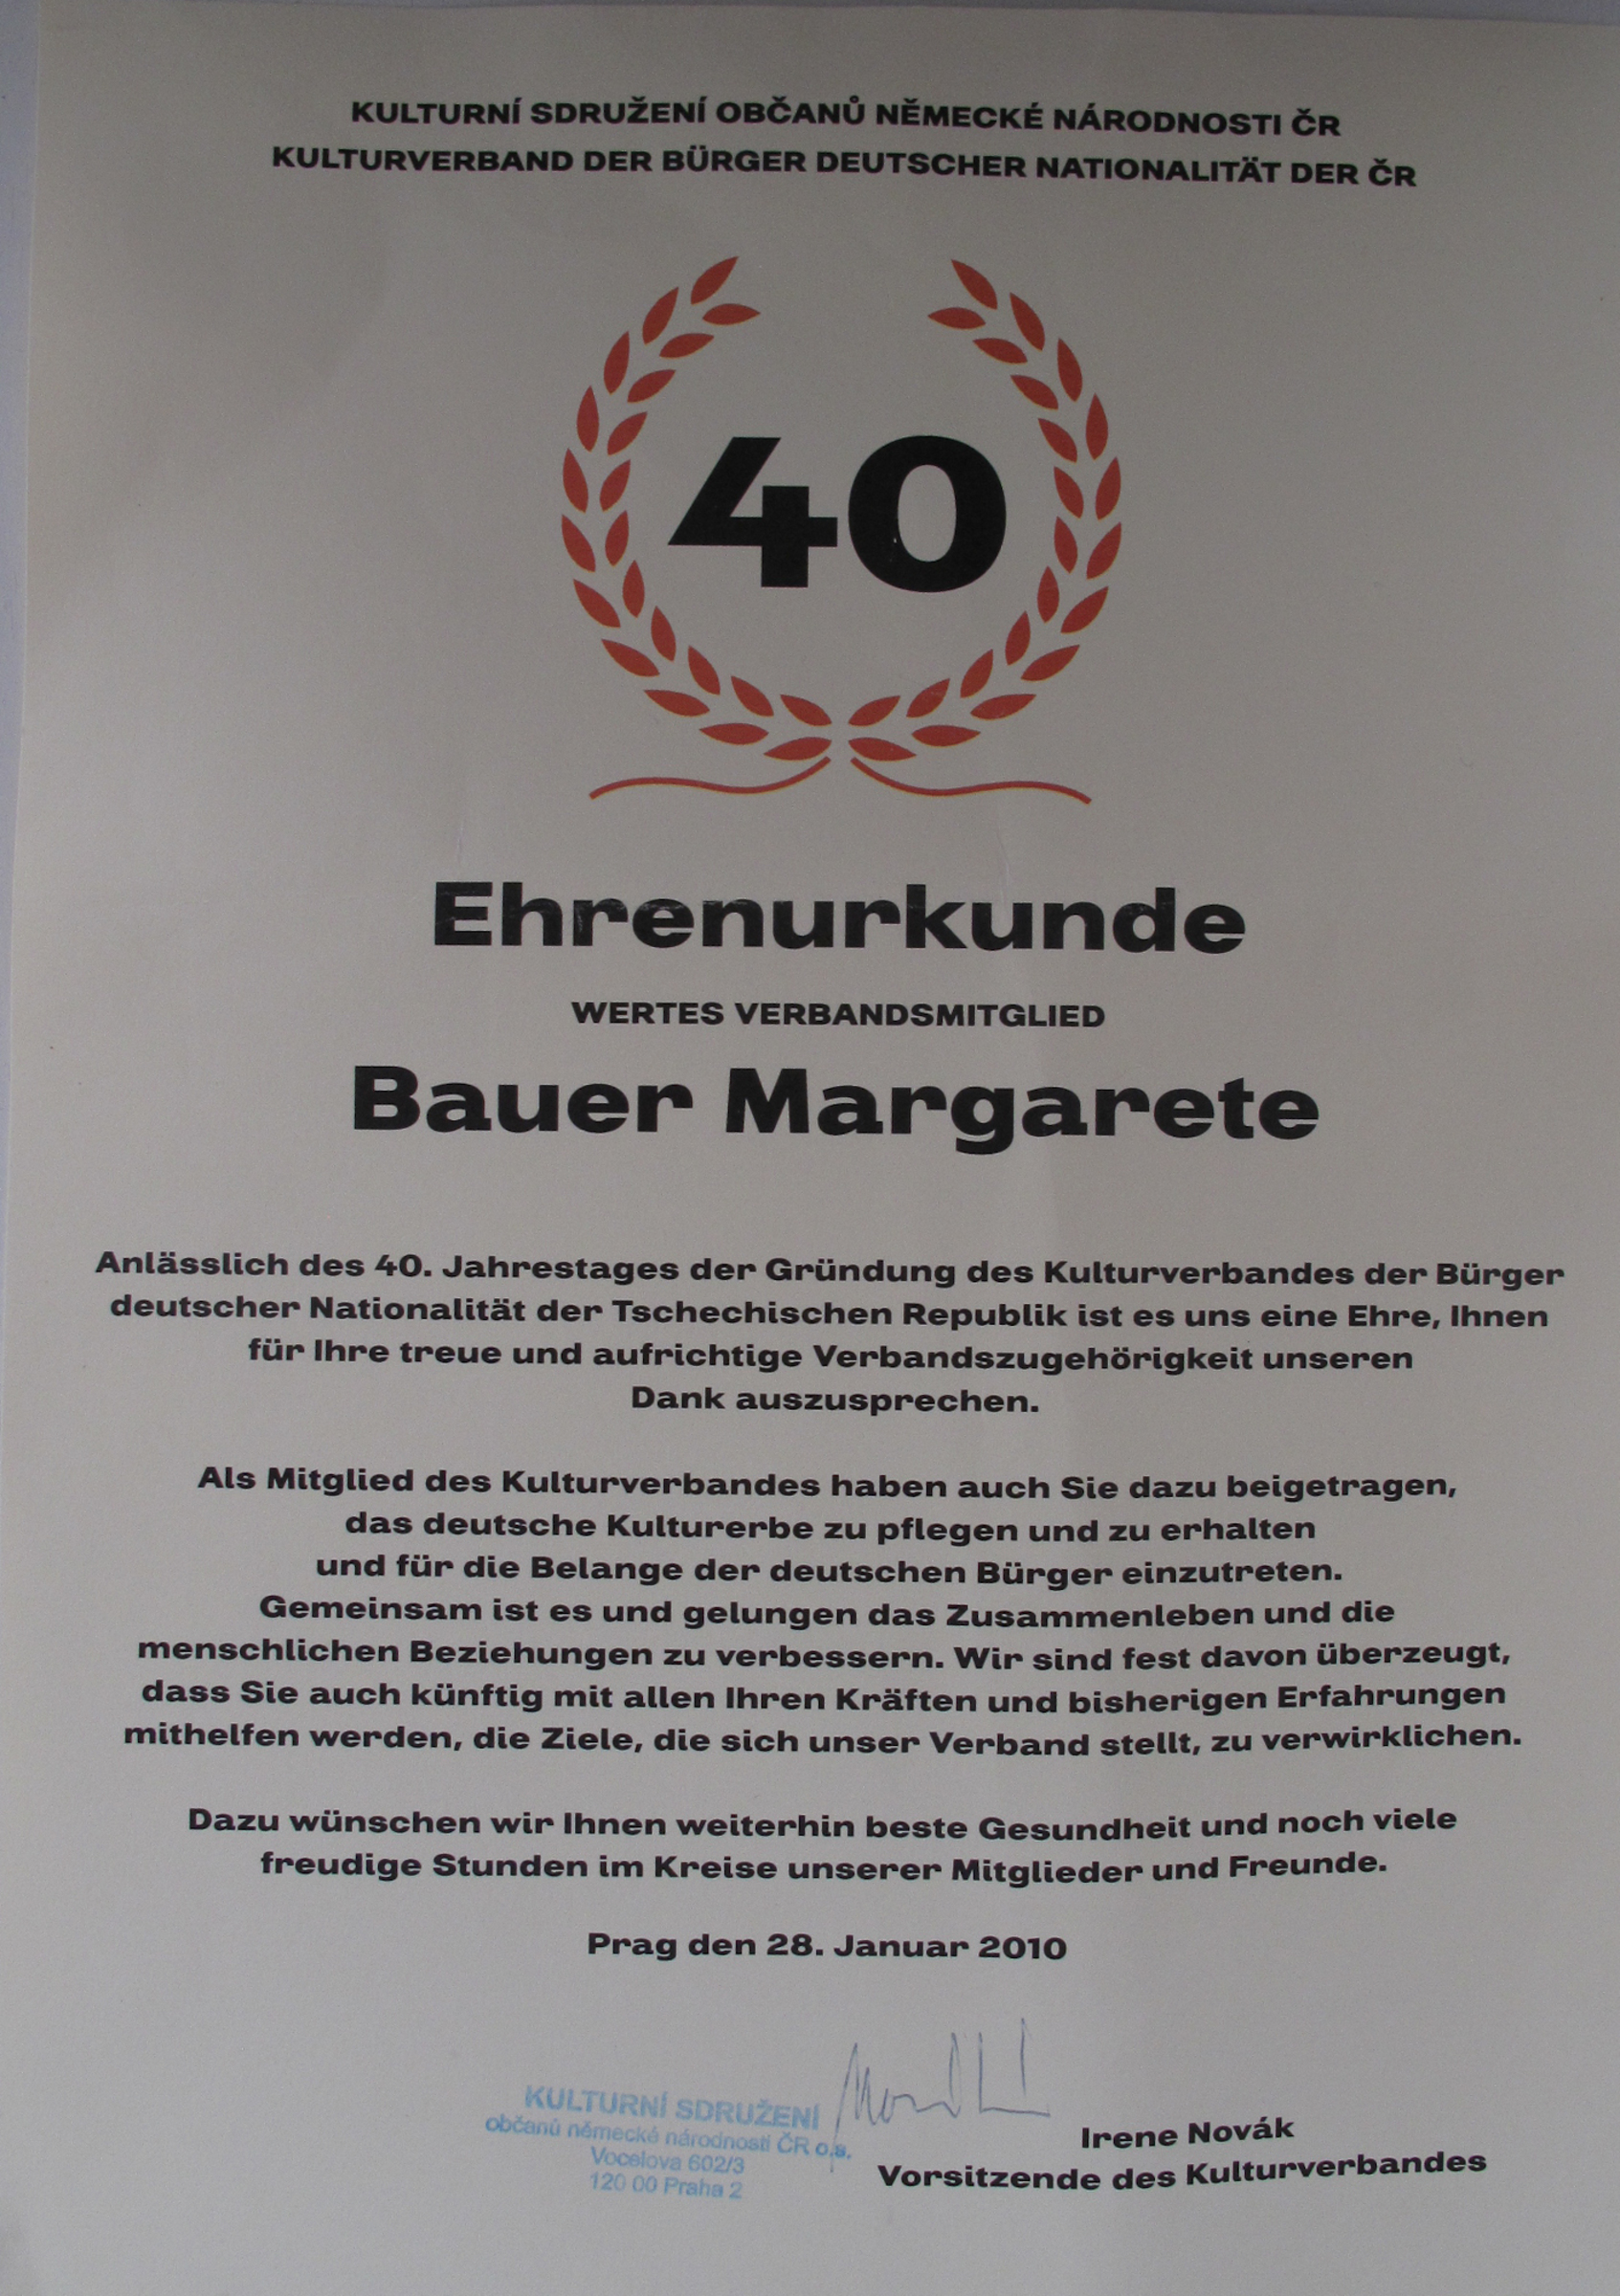 KULTURNÍ SDRUŽENÍ OBČANŮ NĚMECKÉ NÁRODNOSTI ČR
KULTURVERBAND DER BÜRGER DEUTSCHER NATIONALITÄT DER ČR
40
Ehrenurkunde
WERTES VERBANDSMITGLIED
Bauer Margarete
Anlässlich des 40. Jahrestages der Gründung des Kulturverbandes der Bürger
deutscher Nationalität der Tschechischen Republik ist es uns eine Ehre, Ihnen
für Ihre treue und aufrichtige Verbandszugehörigkeit unseren
Dank auszusprechen.
Als Mitglied des Kulturverbandes haben auch Sie dazu beigetragen,
das deutsche Kulturerbe zu pflegen und zu erhalten
und für die Belange der deutschen Bürger einzutreten.
Gemeinsam ist es und gelungen das Zusammenleben und die
menschlichen Beziehungen zu verbessern. Wir sind fest davon überzeugt,
dass Sie auch künftig mit allen Ihren Kräften und bisherigen Erfahrungen
mithelfen werden, die Ziele, die sich unser Verband stellt, zu verwirklichen.
Dazu wünschen wir Ihnen weiterhin beste Gesundheit und noch viele
freudige Stunden im Kreise unserer Mitglieder und Freunde.
Prag den 28. Januar 2010
KULTURNÍ SDRUŽENÍ
občanů německé národnosti ČR o.s.
Vocelova 602/3
120 00 Praha 2
Irene Novák
Vorsitzende des Kulturverbandes